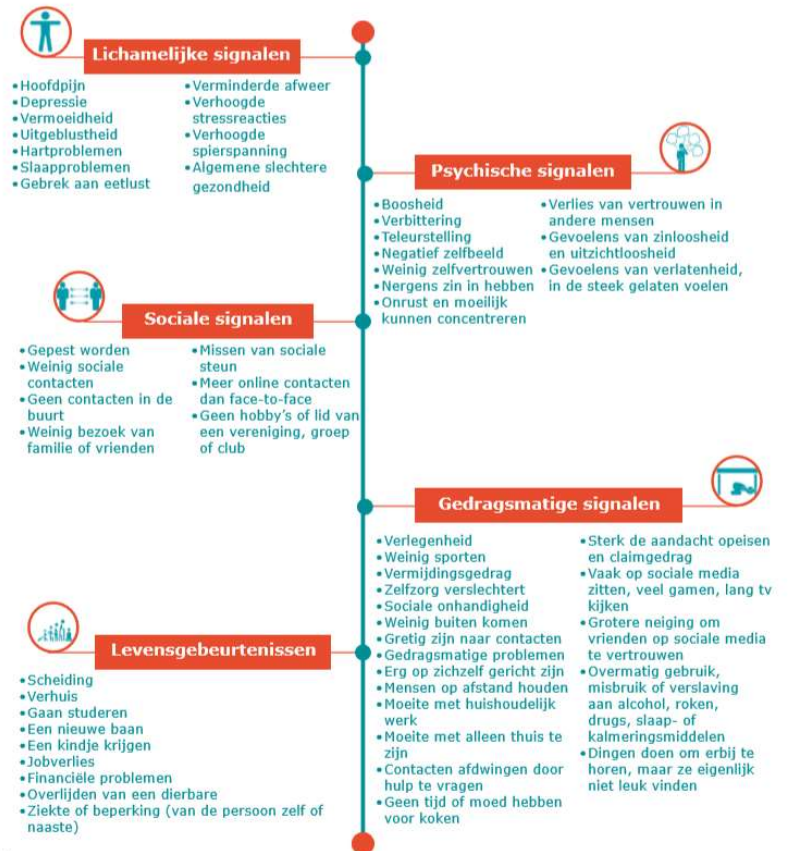 Lichamelijke signalen
•Hoofdpijn
•Depressie
•Vermoeidheid
•Uitgeblustheid
•Hartproblemen
•Slaapproblemen
•Gebrek aan eetlust
•Verminderde afweer
•Verhoogde
stressreacties
•Verhoogde
spierspanning
•Algemene slechtere
gezondheid
Psychische signalen
•Boosheid
•Verbittering
•Teleurstelling
•Negatief zelfbeeld
•Weinig zelfvertrouwen
•Nergens zin in hebben
•Onrust en moeilijk
kunnen concentreren
•Verlies van vertrouwen in
andere mensen
•Gevoelens van zinloosheid
en uitzichtloosheid
•Gevoelens van verlatenheid,
in de steek gelaten voelen
Sociale signalen
•Gepest worden
•Weinig sociale
contacten
•Geen contacten in de
buurt
•Weinig bezoek van
familie of vrienden
•Missen van sociale
steun
•Meer online contacten
dan face-to-face
•Geen hobby's of lid van
een vereniging, groep
of club
Gedragsmatige signalen
•Verlegenheid
•Weinig sporten
•Vermijdingsgedrag
•Zelfzorg verslechtert
•Sociale onhandigheid
•Weinig buiten komen
•Gretig zijn naar contacten
•Gedragsmatige problemen
•Erg op zichzelf gericht zijn
•Mensen op afstand houden
•Moeite met huishoudelijk
werk
•Moeite met alleen thuis te
zijn
•Contacten afdwingen door
hulp te vragen
•Geen tijd of moed hebben
voor koken
•Sterk de aandacht opeisen
en claimgedrag
•Vaak op sociale media
zitten, veel gamen, lang tv
kijken
•Grotere neiging om
vrienden op sociale media
te vertrouwen
•Overmatig gebruik,
misbruik of verslaving
aan alcohol, roken,
drugs, slaap- of
kalmeringsmiddelen
•Dingen doen om erbij te
horen, maar ze eigenlijk
niet leuk vinden
Levensgebeurtenissen
•Scheiding
•Verhuis
•Gaan studeren
•Een nieuwe baan
•Een kindje krijgen
•Jobverlies
•Financiële problemen
•Overlijden van een dierbare
•Ziekte of beperking (van de persoon zelf of
naaste)